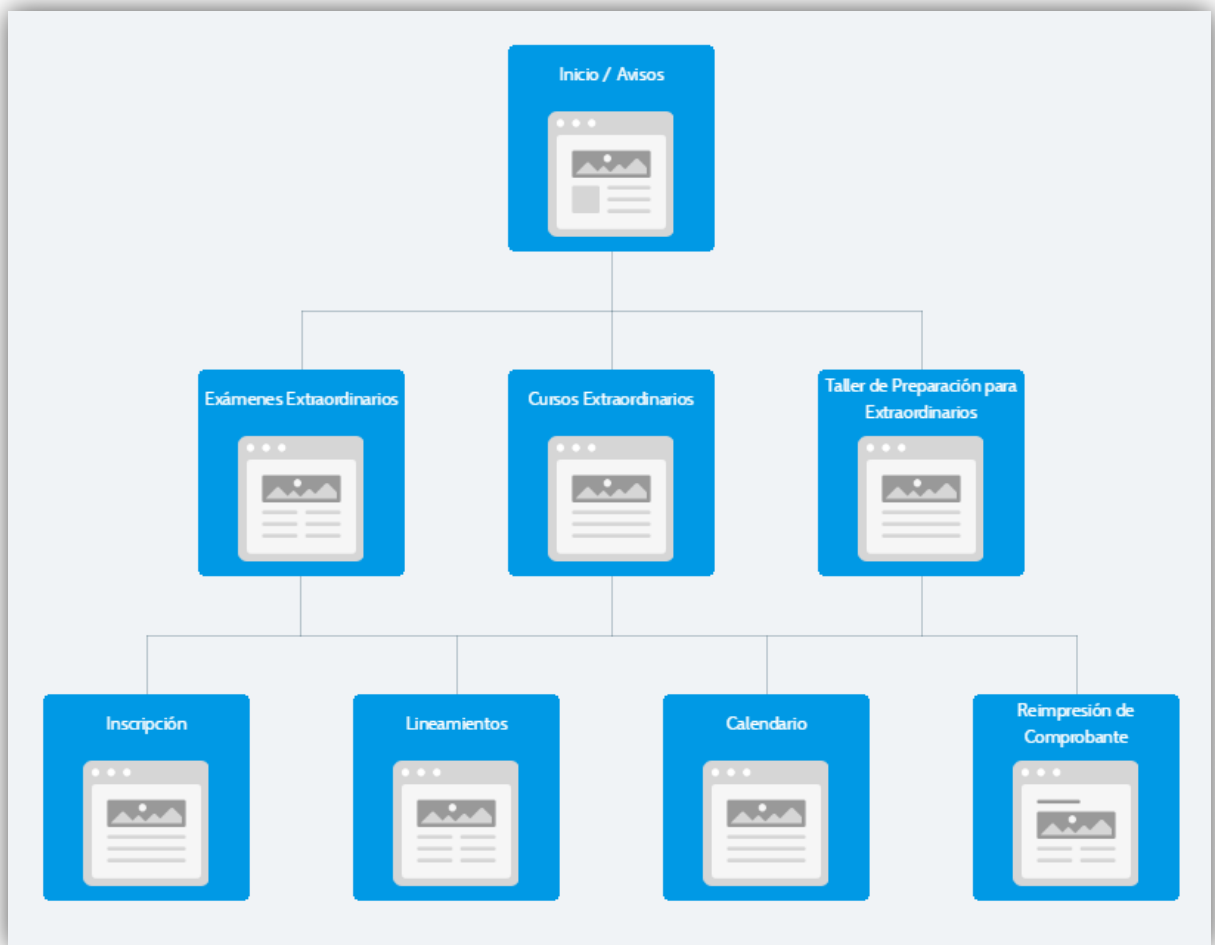 Inicio / Avisos
Exámenes Extraordinarios
Cursos Extraordinarios
Taller de Preparación para
Extraordinarios
Inscripción
Lineamientos
Calendario
Reimpresión de
Comprobante